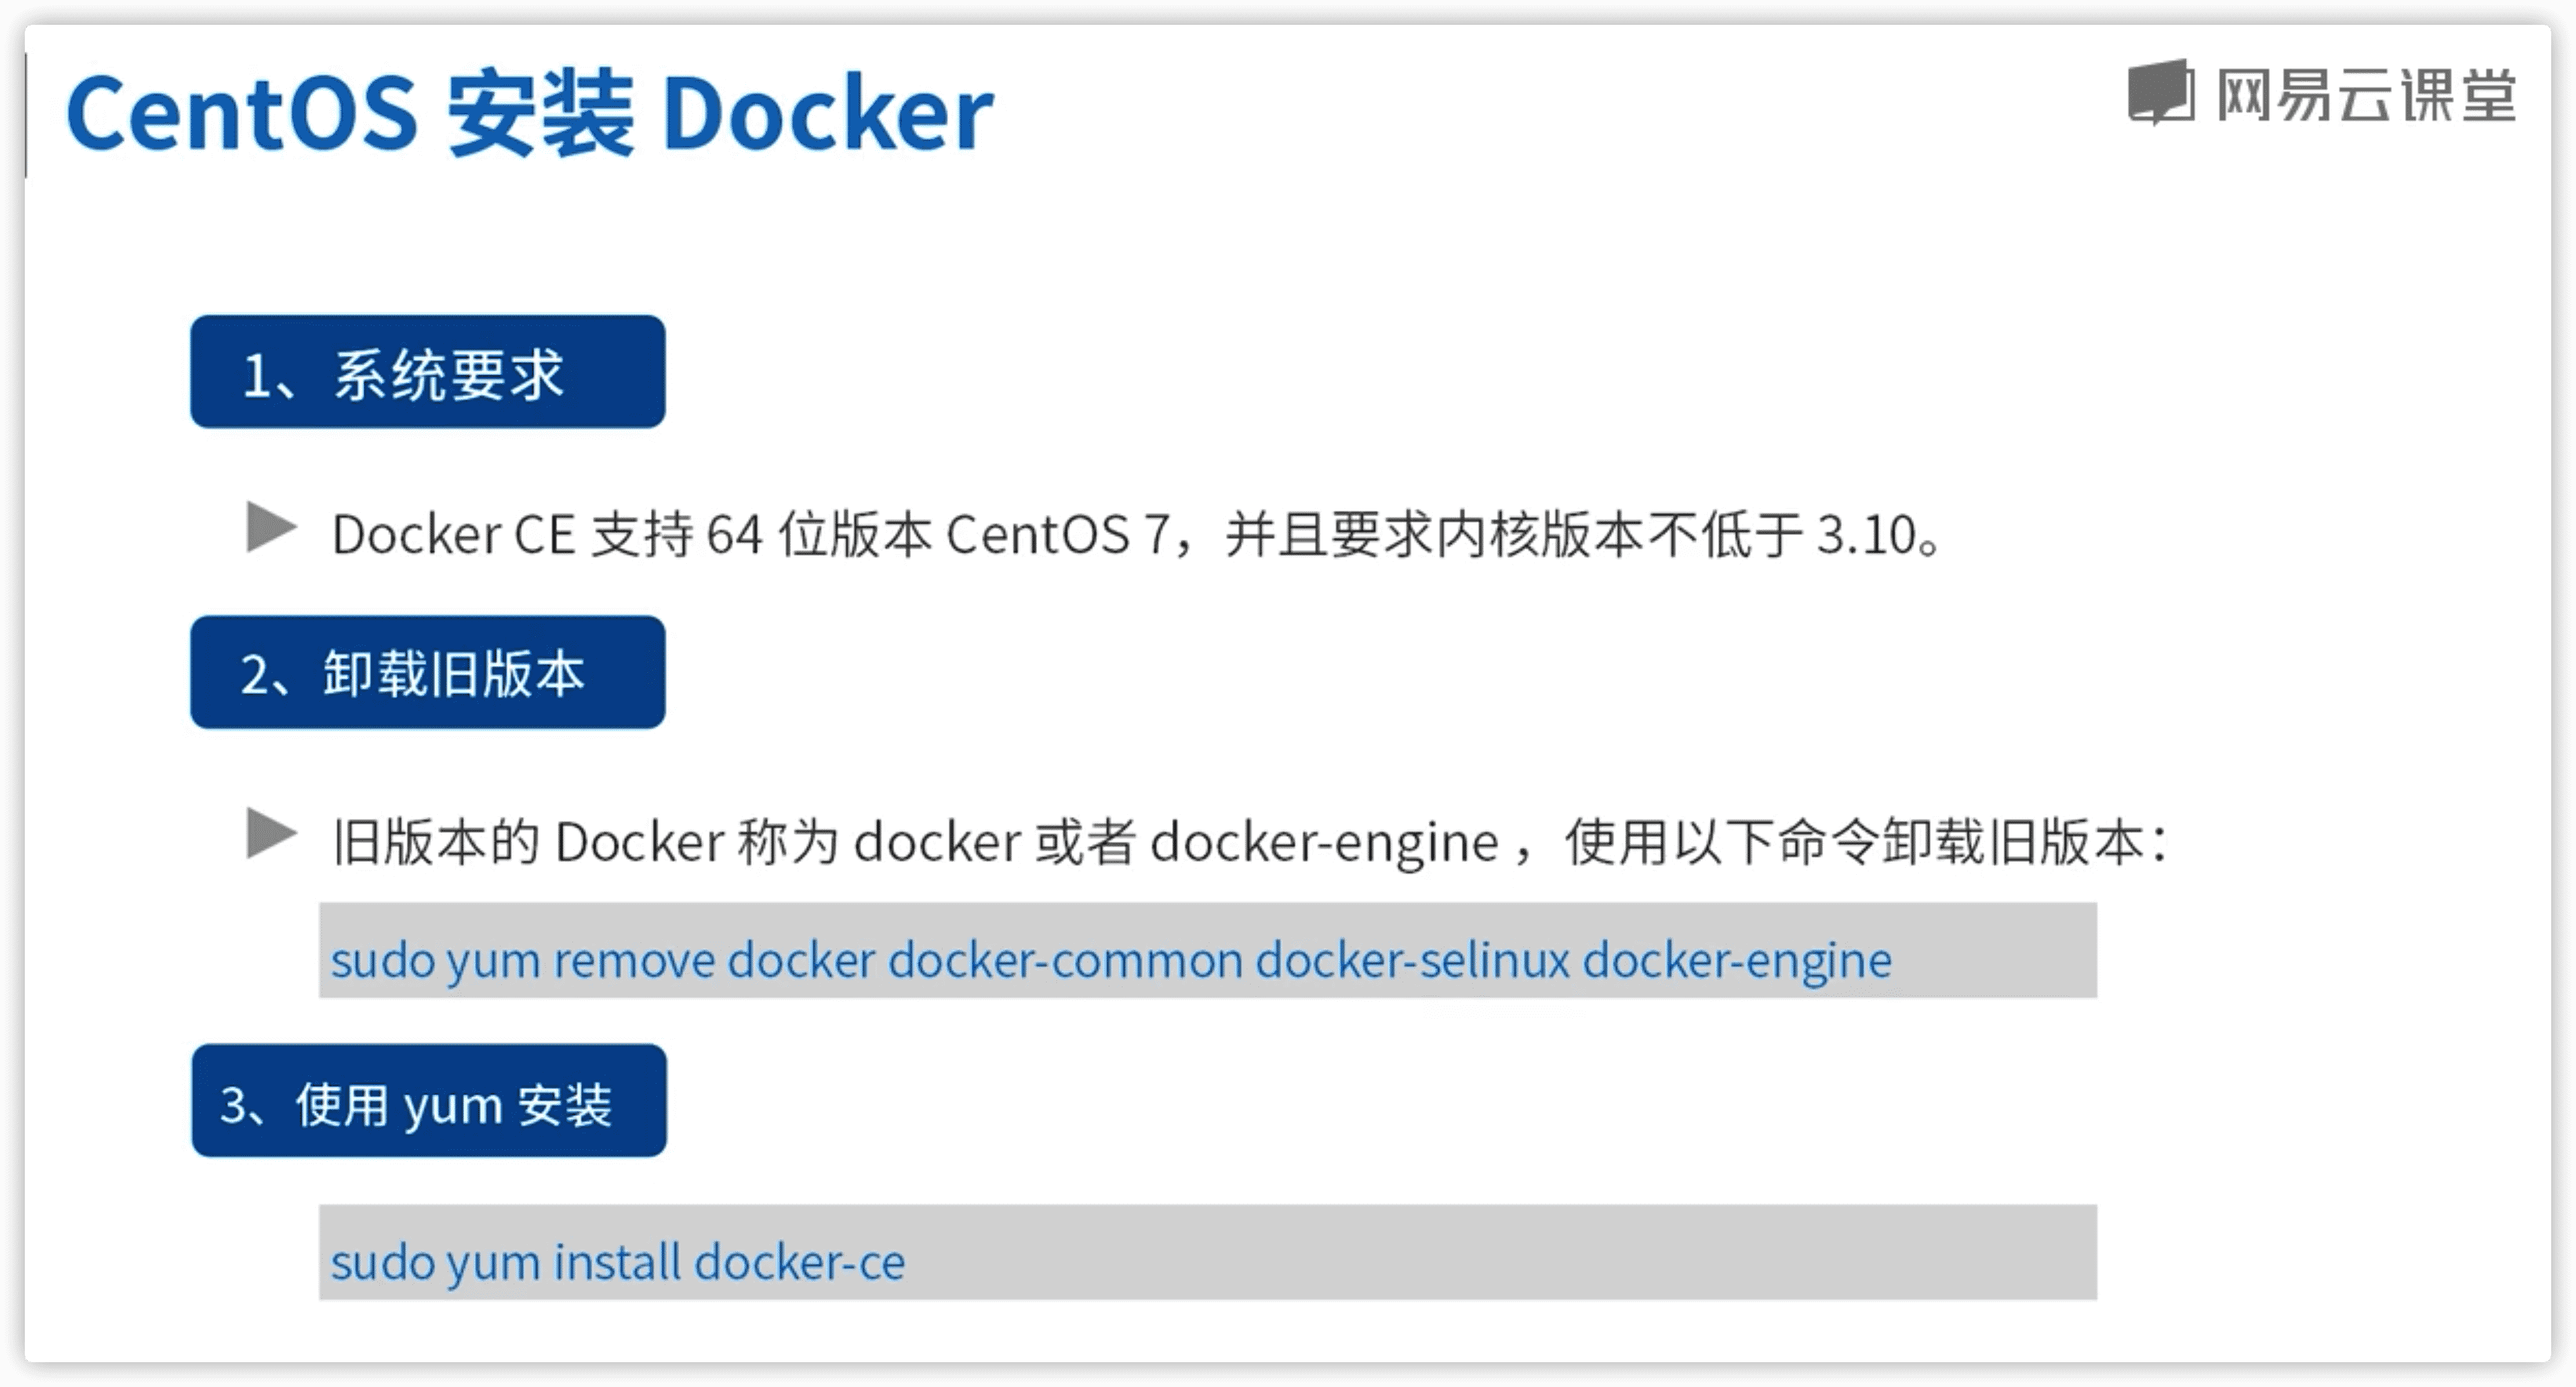 CentOS 安装 Docker
网易云课堂
1、系统要求
Docker CE 支持 64 位版本 CentOS 7，并且要求内核版本不低于 3.10。
2、卸载旧版本
旧版本的 Docker 称为 docker 或者 docker-engine ，使用以下命令卸载旧版本：
sudo yum remove docker docker-common docker-selinux docker-engine
3、使用 yum 安装
sudo yum install docker-ce